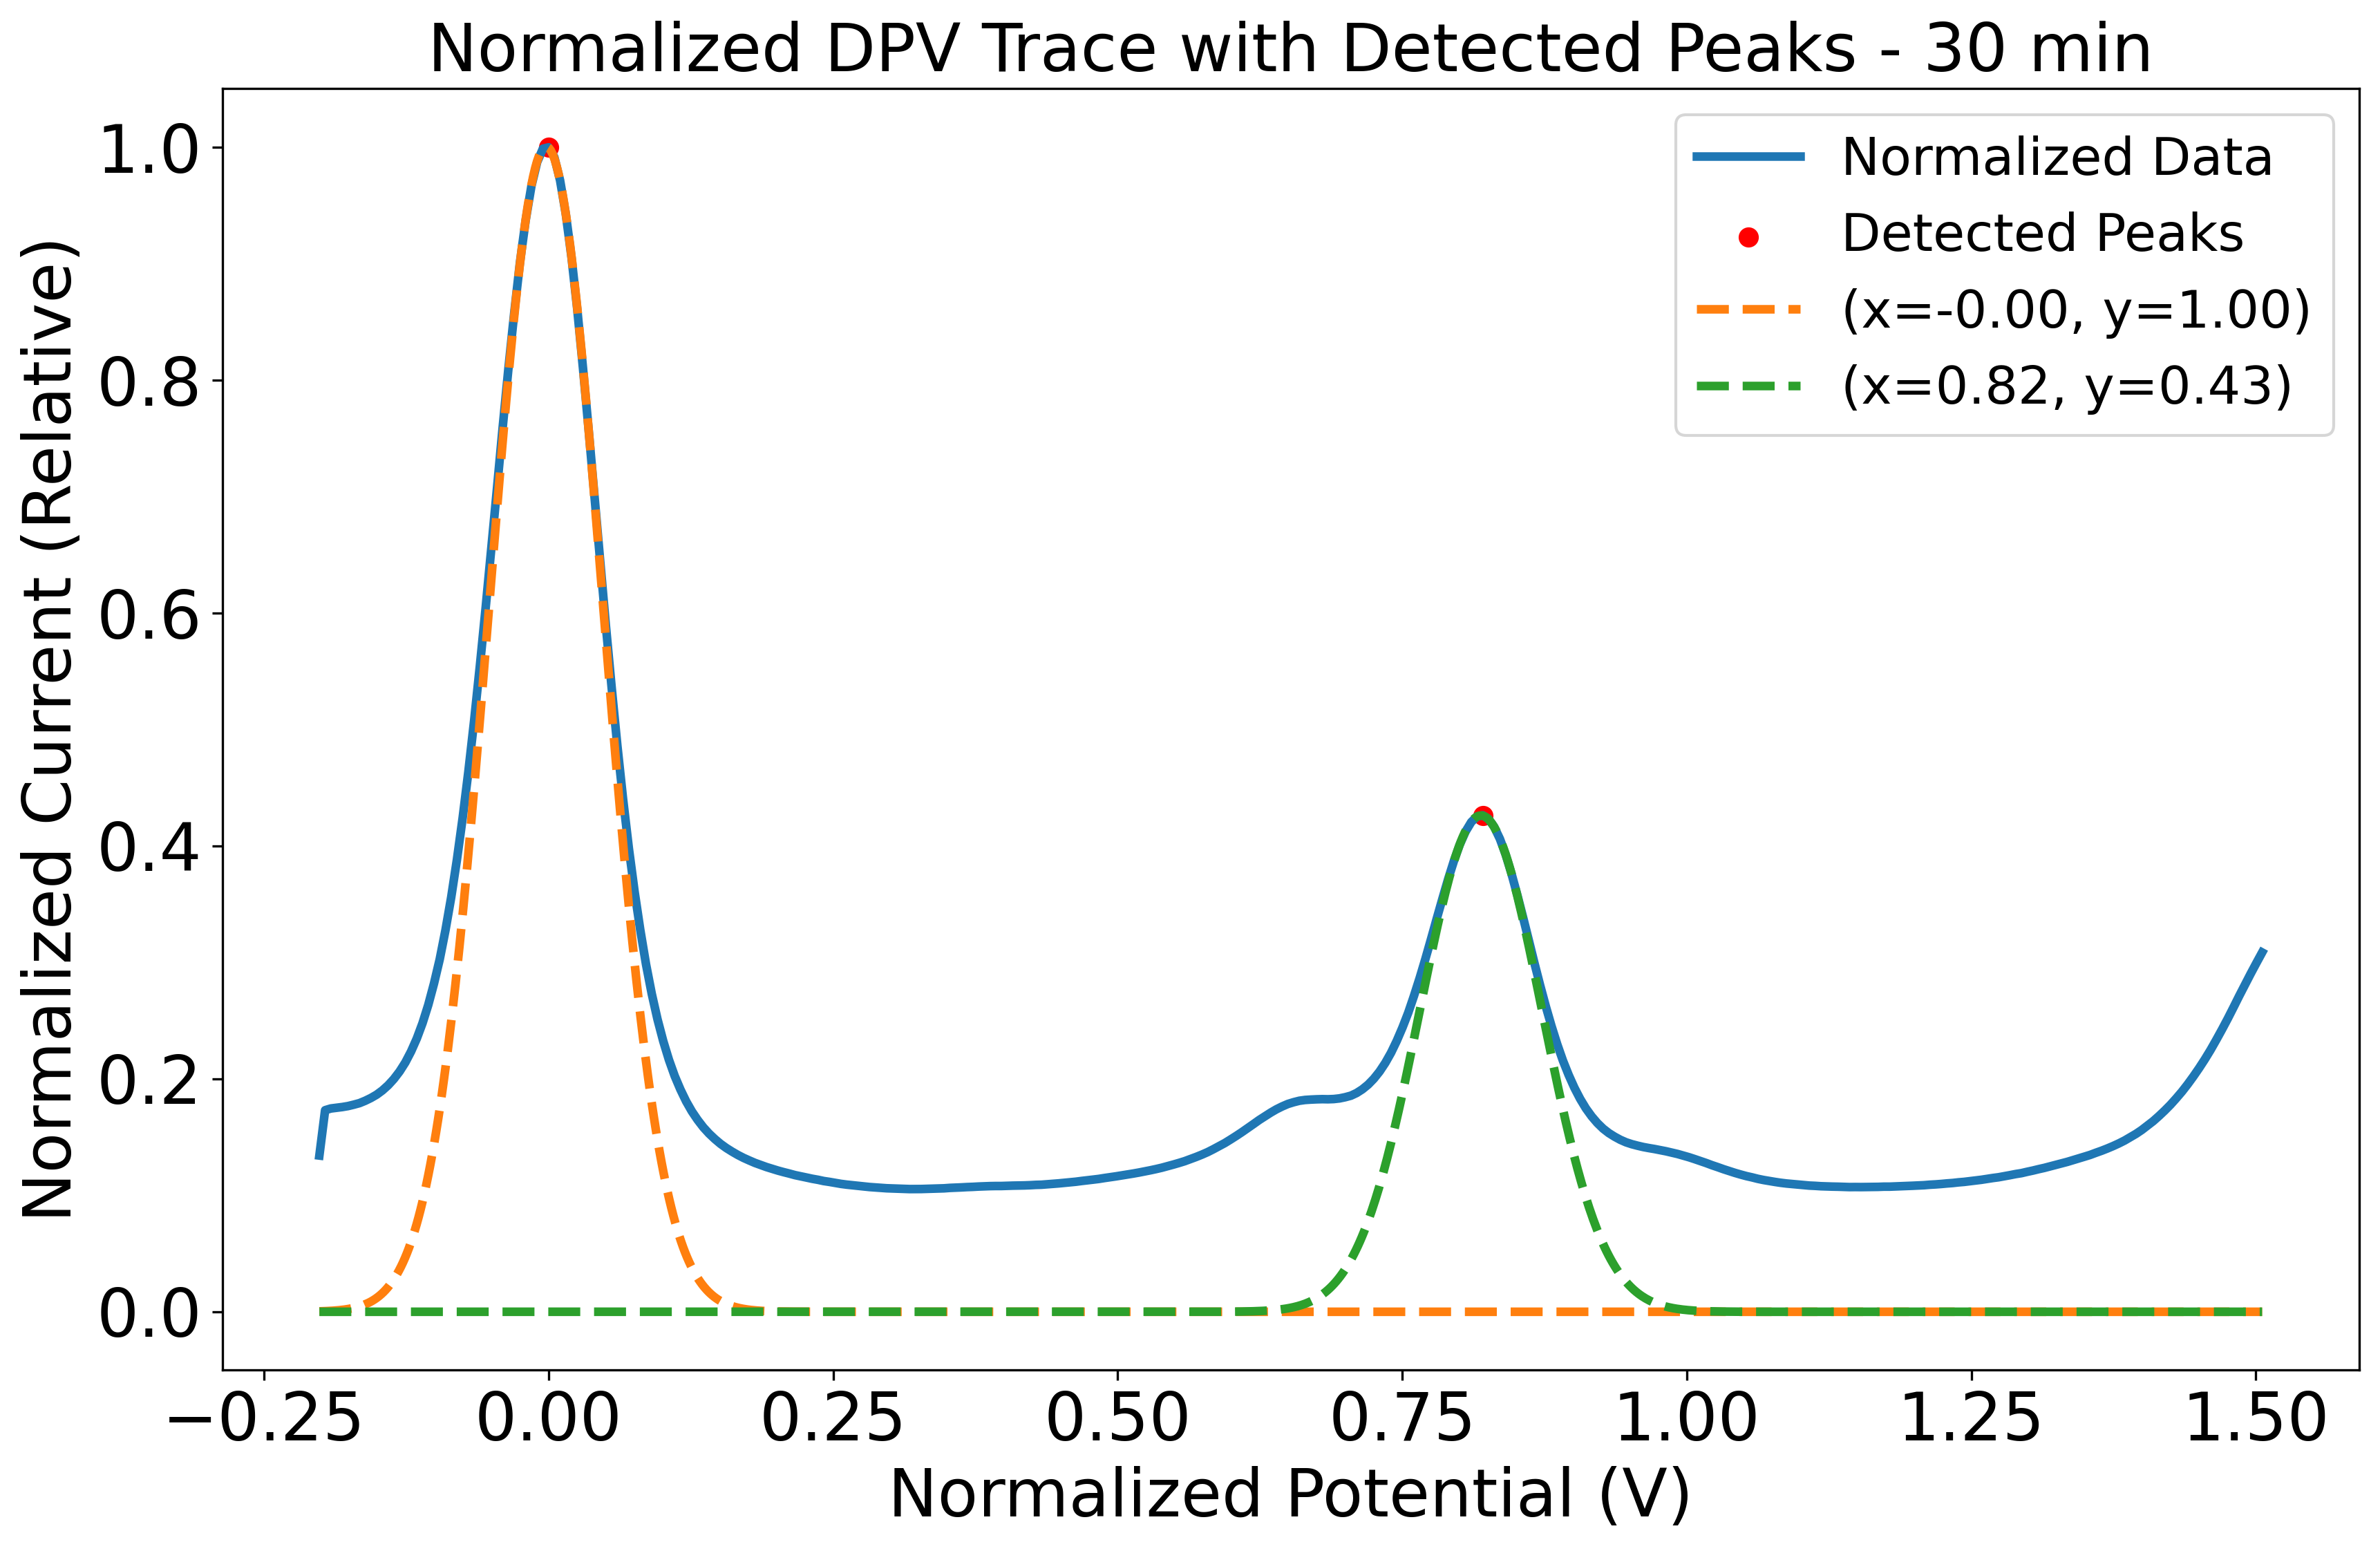 Normalized DPV Trace with Detected Peaks - 30 min
Normalized Current (Relative)
1.0
0.8
0.6
0.4
0.2
0.0
Normalized Data
Detected Peaks
(x=-0.00, y=1.00)
(x=0.82, y=0.43)
−0.25 0.00 0.25 0.50 0.75 1.00 1.25 1.50
Normalized Potential (V)